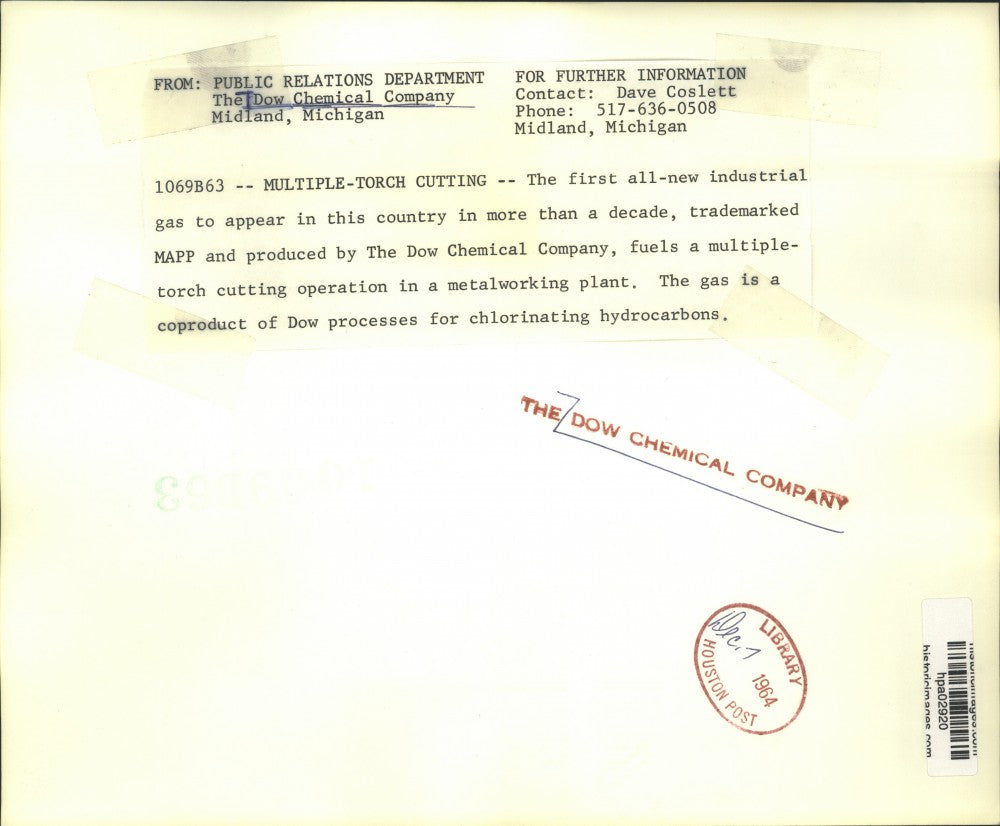 FROM: PUBLIC RELATIONS DEPARTMENT
The Dow Chemical Company
Midland, Michigan
FOR FURTHER INFORMATION
Contact: Dave Coslett
Phone: 517-636-0508
Midland, Michigan
1069B63 -- MULTIPLE-TORCH CUTTING -- The first all-new industrial
gas to appear in this country in more than a decade, trademarked
MAPP and produced by The Dow Chemical Company, fuels a multiple-
torch cutting operation in a metalworking plant. The gas is a
coproduct of Dow processes for chlorinating hydrocarbons.
THE DOW CHEMICAL COMPANY
LIBRARY
Dec. 7
1964
HOUSTON POST
historicimages.com
hpa02920
historicimages.com